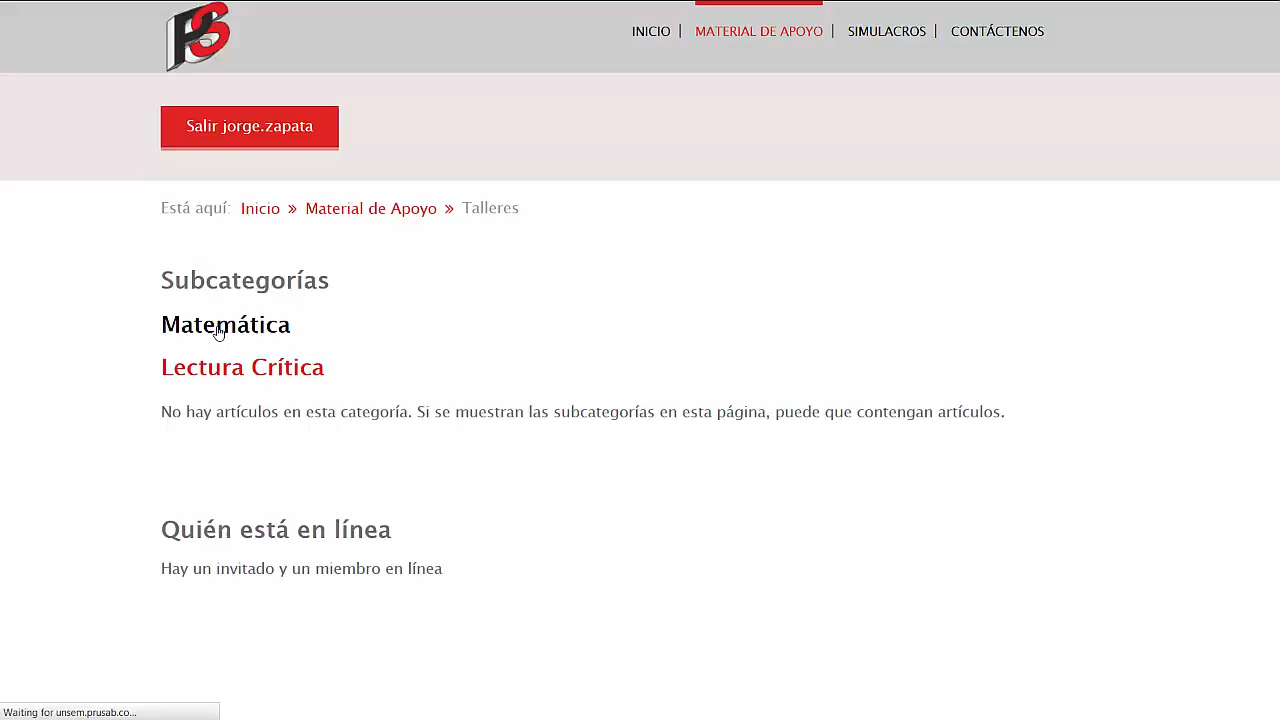 PS
INICIO | MATERIAL DE APOYO | SIMULACROS | CONTÁCTENOS
Salir jorge.zapata
Está aquí: Inicio » Material de Apoyo » Talleres
Subcategorías
Matemática
Lectura Crítica
No hay artículos en esta categoría. Si se muestran las subcategorías en esta página, puede que contengan artículos.
Quién está en línea
Hay un invitado y un miembro en línea
Waiting for unsem.prusab.co...